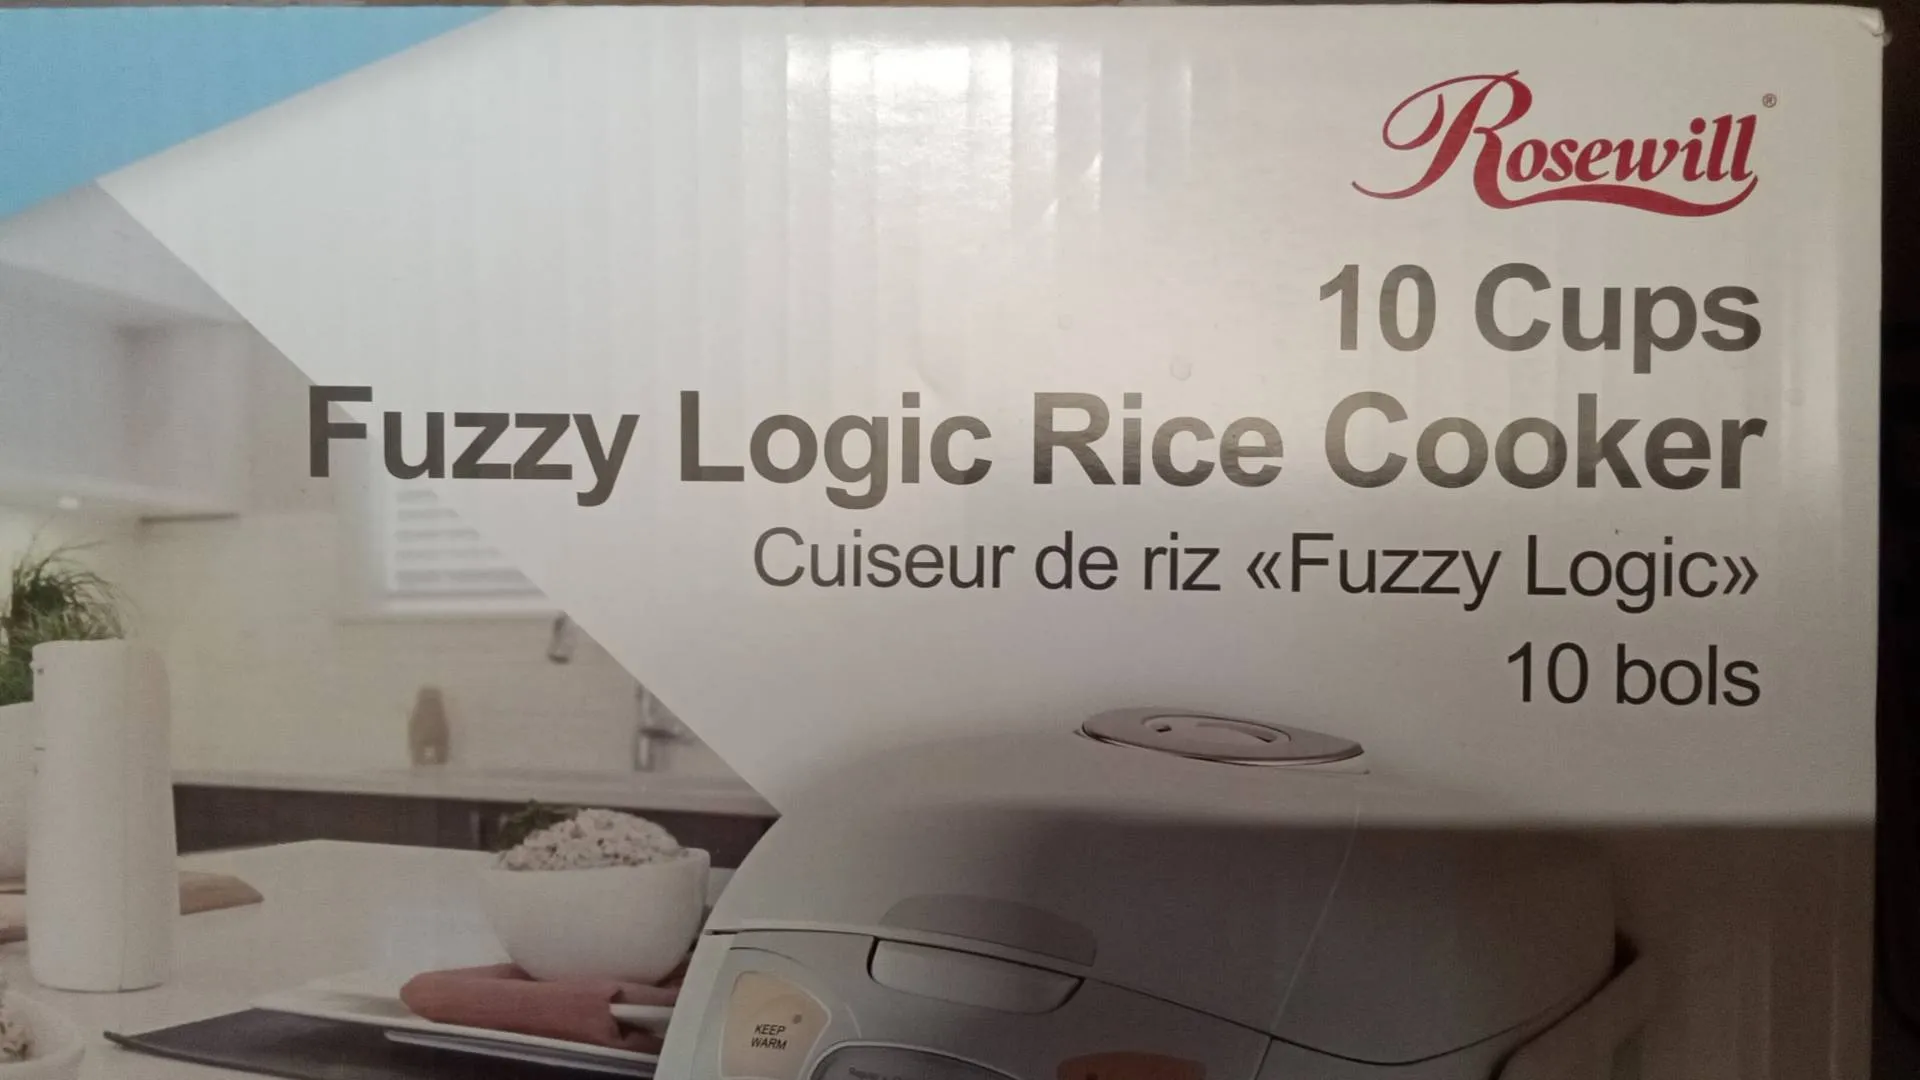 Rosewill®
10 Cups
Fuzzy Logic Rice Cooker
Cuiseur de riz «Fuzzy Logic»
10 bols
KEEP
WARM